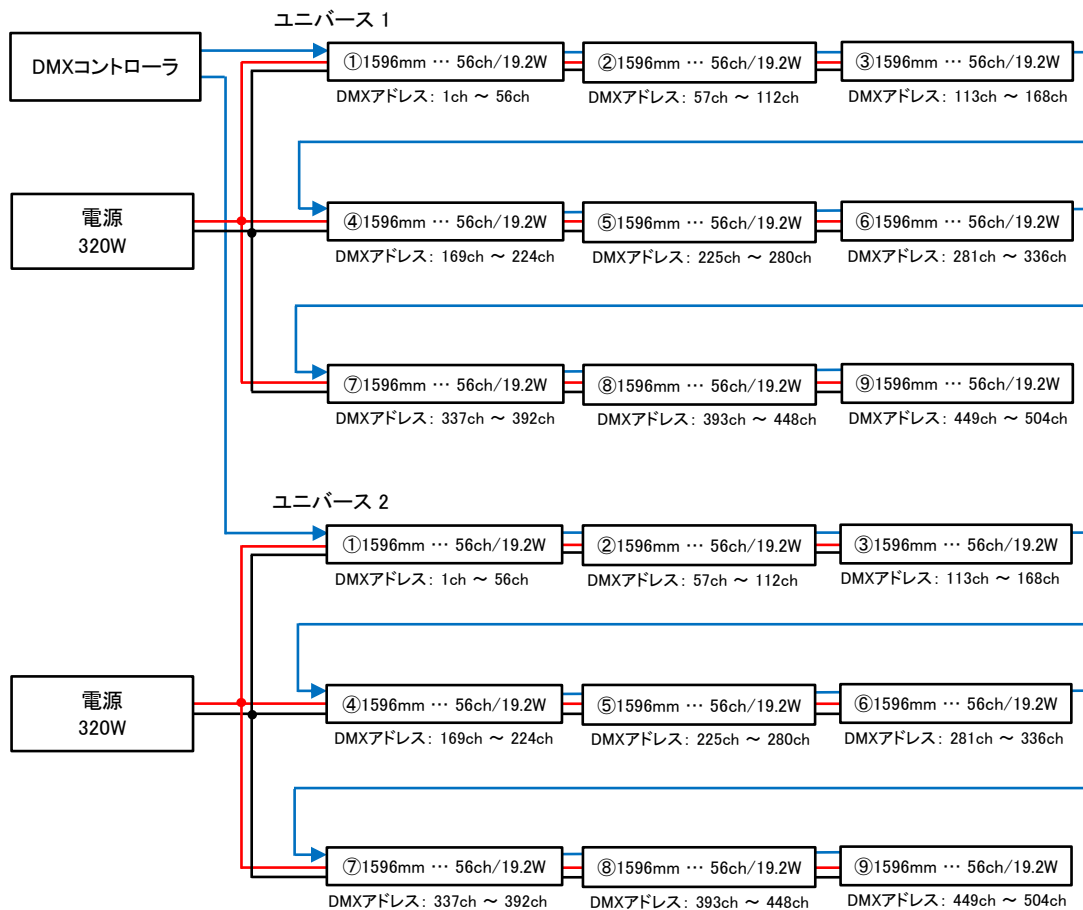 ユニバース 1
DMXコントローラ
①1596mm … 56ch/19.2W
②1596mm … 56ch/19.2W
③1596mm … 56ch/19.2W
DMXアドレス: 1ch ～ 56ch
DMXアドレス: 57ch ～ 112ch
DMXアドレス: 113ch ～ 168ch
電源
320W
④1596mm … 56ch/19.2W
⑤1596mm … 56ch/19.2W
⑥1596mm … 56ch/19.2W
DMXアドレス: 169ch ～ 224ch
DMXアドレス: 225ch ～ 280ch
DMXアドレス: 281ch ～ 336ch
⑦1596mm … 56ch/19.2W
⑧1596mm … 56ch/19.2W
⑨1596mm … 56ch/19.2W
DMXアドレス: 337ch ～ 392ch
DMXアドレス: 393ch ～ 448ch
DMXアドレス: 449ch ～ 504ch
ユニバース 2
①1596mm … 56ch/19.2W
②1596mm … 56ch/19.2W
③1596mm … 56ch/19.2W
DMXアドレス: 1ch ～ 56ch
DMXアドレス: 57ch ～ 112ch
DMXアドレス: 113ch ～ 168ch
電源
320W
④1596mm … 56ch/19.2W
⑤1596mm … 56ch/19.2W
⑥1596mm … 56ch/19.2W
DMXアドレス: 169ch ～ 224ch
DMXアドレス: 225ch ～ 280ch
DMXアドレス: 281ch ～ 336ch
⑦1596mm … 56ch/19.2W
⑧1596mm … 56ch/19.2W
⑨1596mm … 56ch/19.2W
DMXアドレス: 337ch ～ 392ch
DMXアドレス: 393ch ～ 448ch
DMXアドレス: 449ch ～ 504ch